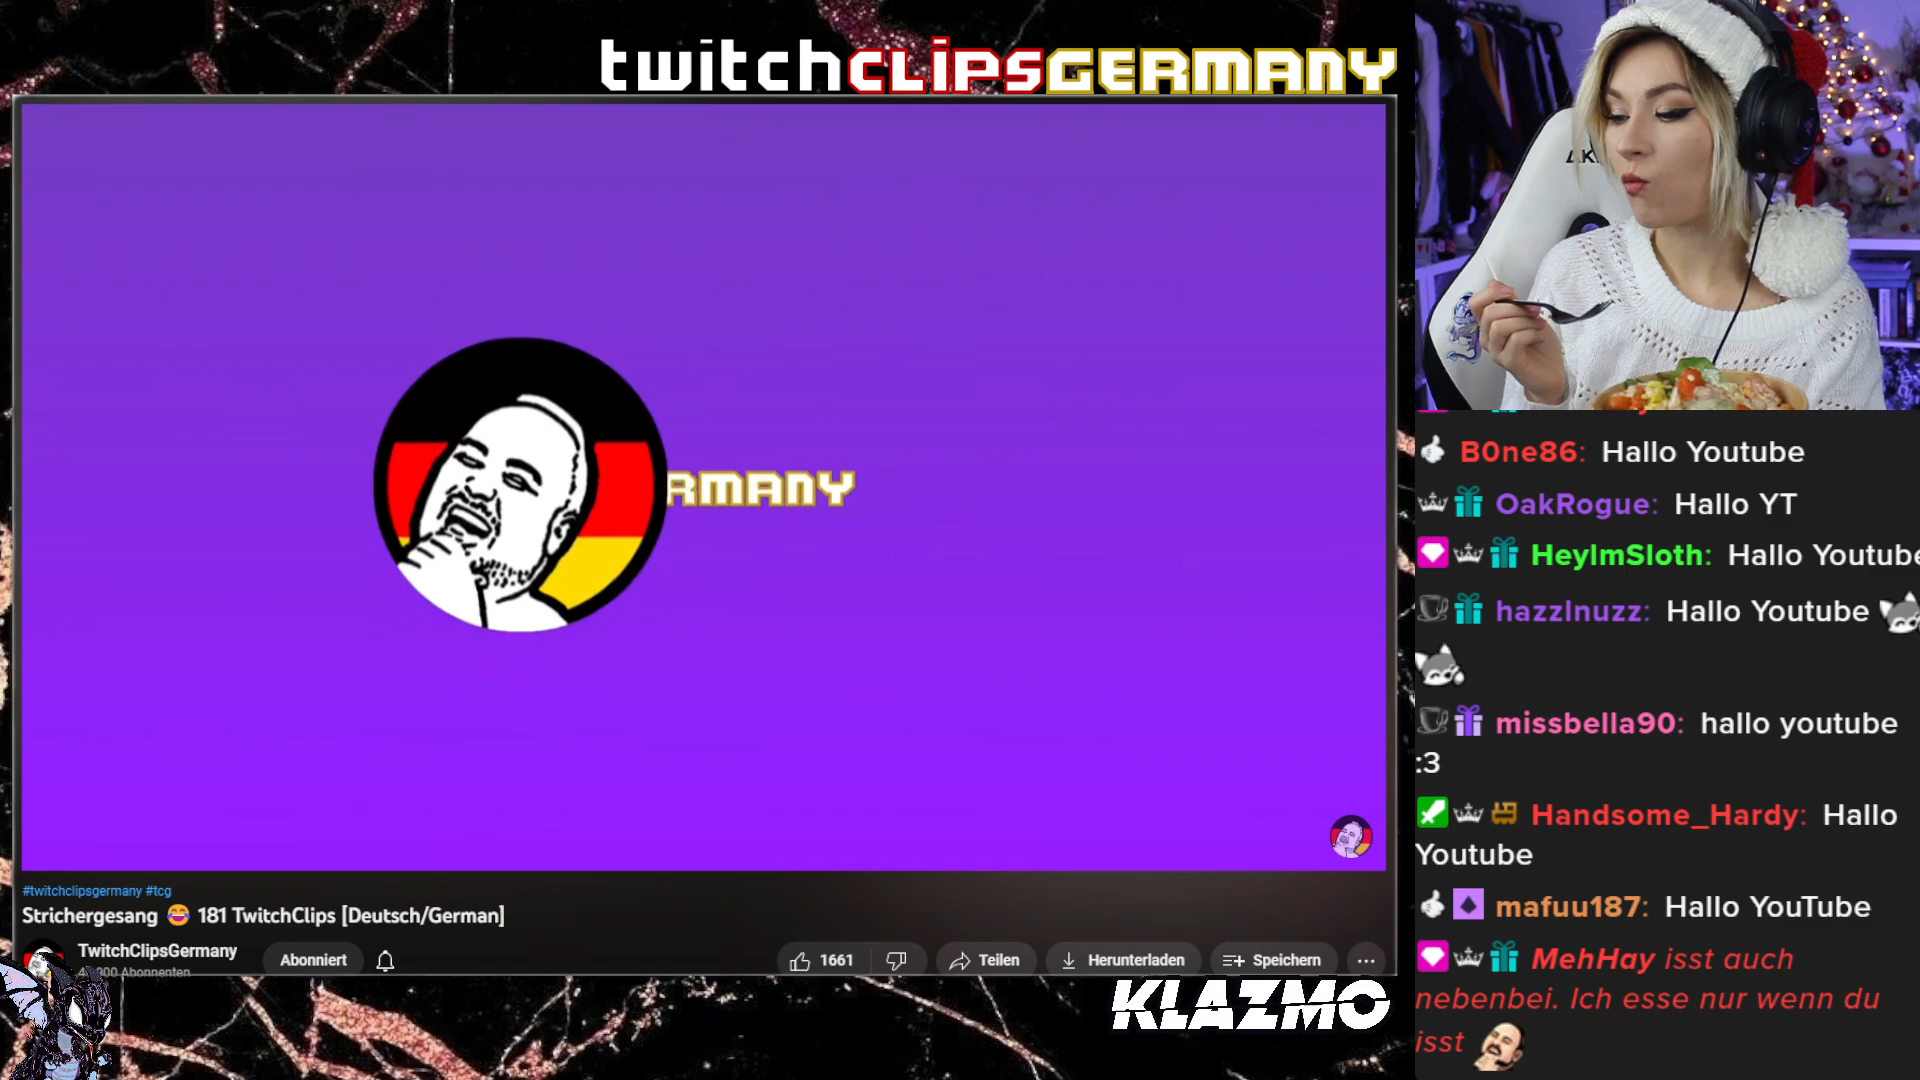 twitchclipsGERMANY
RMANY
#twitchclipsgermany #tcg
Strichergesang 😂 181 TwitchClips [Deutsch/German]
TwitchClipsGermany
Abonnenten
Abonniert
1661
Teilen
Herunterladen
Speichern
KLAZMO
AK
B0ne86: Hallo Youtube
OakRogue: Hallo YT
HeyImSloth: Hallo Youtube
hazzlnuzz: Hallo Youtube
missbella90: hallo youtube
:3
Handsome_Hardy: Hallo
Youtube
mafuu187: Hallo YouTube
MehHay isst auch
nebenbei. Ich esse nur wenn du
isst